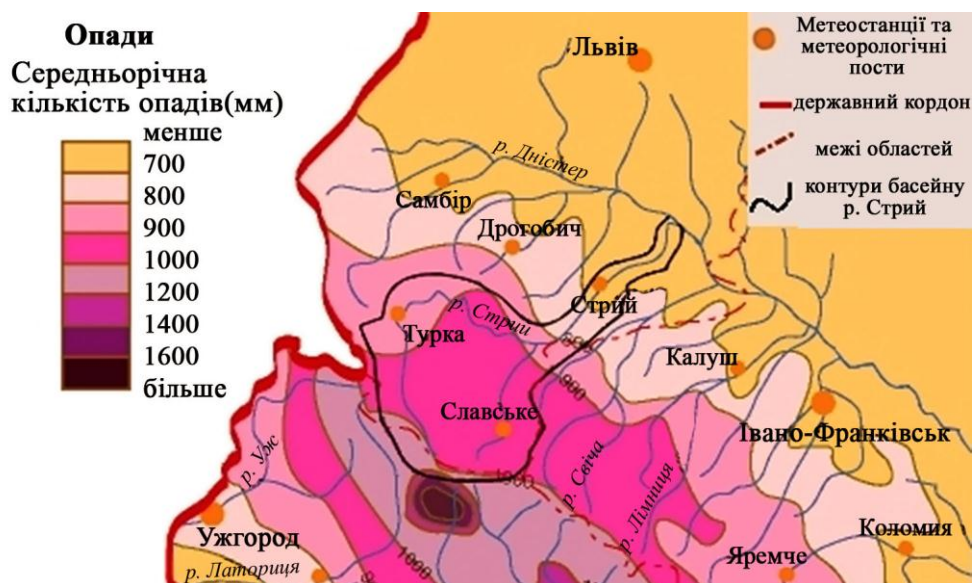 Опади
Середньорічна
кількість опадів(мм)
менше
700
800
900
1000
1200
1400
1600
більше
Метеостанції та
метеорологічні
пости
державний кордон
межі областей
контури басейну
р. Стрий
Львів
р. Дністер
Самбір
Дрогобич
Стрий
р. Стрий
Турка
Калуш
900
Славське
Івано-Франківськ
р. Уж
р. Свіча
р. Лімниця
Ужгород
Коломия
р. Латориця
1000
Яремче